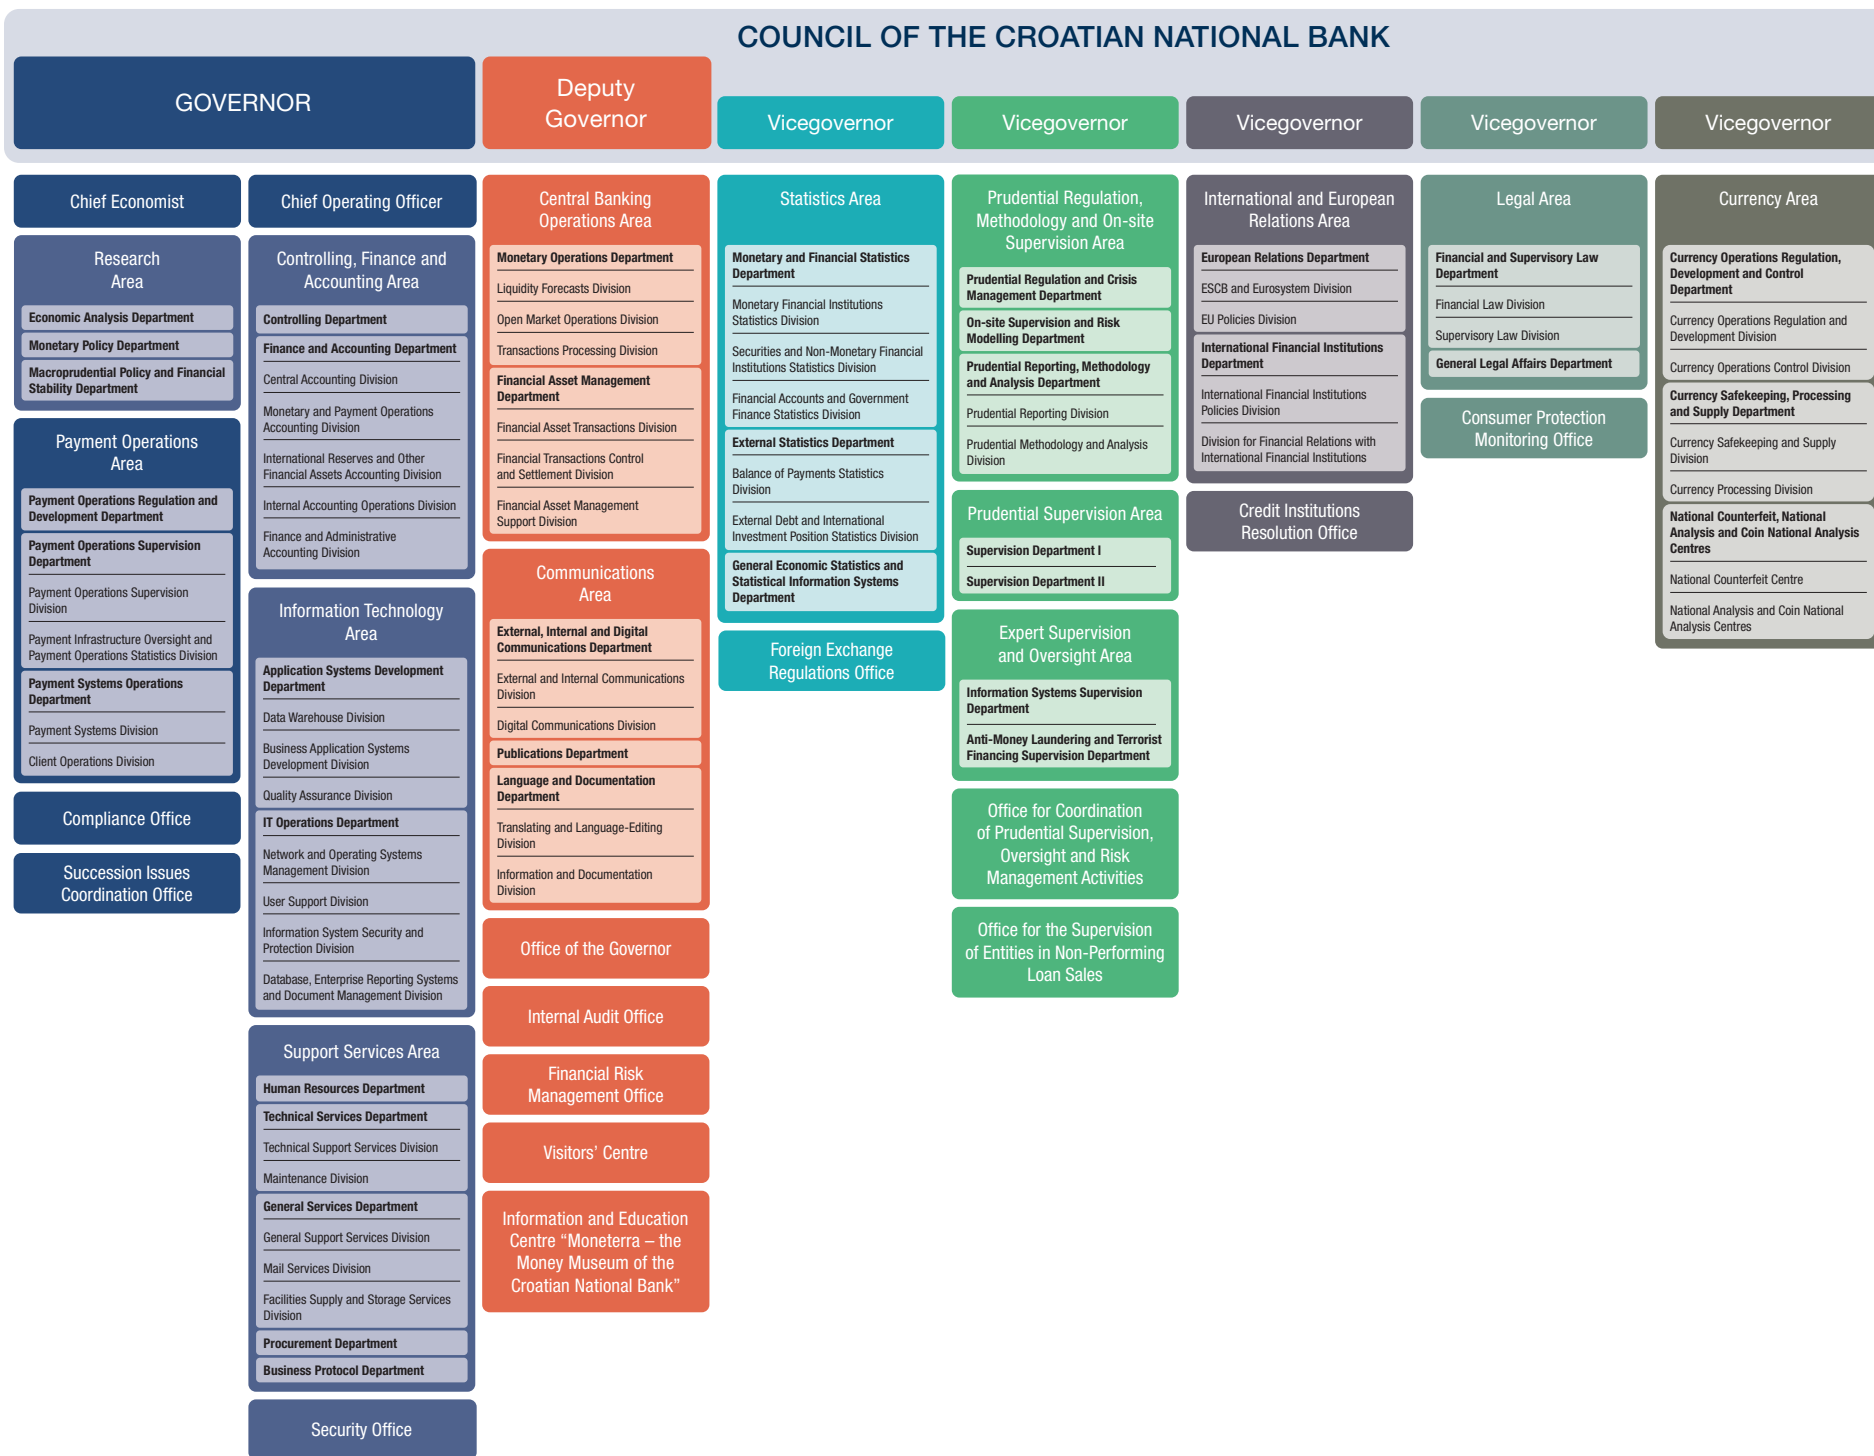 COUNCIL OF THE CROATIAN NATIONAL BANK
GOVERNOR
Deputy
Governor
Vicegovernor
Vicegovernor
Vicegovernor
Vicegovernor
Vicegovernor
Chief Economist
Research
Area
Economic Analysis Department
Monetary Policy Department
Macroprudential Policy and Financial
Stability Department
Payment Operations
Area
Payment Operations Regulation and
Development Department
Payment Operations Supervision
Department
Payment Operations Supervision
Division
Payment Infrastructure Oversight and
Payment Operations Statistics Division
Payment Systems Operations
Department
Payment Systems Division
Client Operations Division
Compliance Office
Succession Issues
Coordination Office
Chief Operating Officer
Controlling, Finance and
Accounting Area
Controlling Department
Finance and Accounting Department
Central Accounting Division
Monetary and Payment Operations
Accounting Division
International Reserves and Other
Financial Assets Accounting Division
Internal Accounting Operations Division
Finance and Administrative
Accounting Division
Information Technology
Area
Application Systems Development
Department
Data Warehouse Division
Business Application Systems
Development Division
Quality Assurance Division
IT Operations Department
Network and Operating Systems
Management Division
User Support Division
Information System Security and
Protection Division
Database, Enterprise Reporting Systems
and Document Management Division
Support Services Area
Human Resources Department
Technical Services Department
Technical Support Services Division
Maintenance Division
General Services Department
General Support Services Division
Mail Services Division
Facilities Supply and Storage Services
Division
Procurement Department
Business Protocol Department
Security Office
Central Banking
Operations Area
Monetary Operations Department
Liquidity Forecasts Division
Open Market Operations Division
Transactions Processing Division
Financial Asset Management
Department
Financial Asset Transactions Division
Financial Transactions Control
and Settlement Division
Financial Asset Management
Support Division
Communications
Area
External, Internal and Digital
Communications Department
External and Internal Communications
Division
Digital Communications Division
Publications Department
Language and Documentation
Department
Translating and Language-Editing
Division
Information and Documentation
Division
Office of the Governor
Internal Audit Office
Financial Risk
Management Office
Visitors’ Centre
Information and Education
Centre “Moneterra – the
Money Museum of the
Croatian National Bank”
Statistics Area
Monetary and Financial Statistics
Department
Monetary Financial Institutions
Statistics Division
Securities and Non-Monetary Financial
Institutions Statistics Division
Financial Accounts and Government
Finance Statistics Division
External Statistics Department
Balance of Payments Statistics
Division
External Debt and International
Investment Position Statistics Division
General Economic Statistics and
Statistical Information Systems
Department
Foreign Exchange
Regulations Office
Prudential Regulation,
Methodology and On-site
Supervision Area
Prudential Regulation and Crisis
Management Department
On-site Supervision and Risk
Modelling Department
Prudential Reporting, Methodology
and Analysis Department
Prudential Reporting Division
Prudential Methodology and Analysis
Division
Prudential Supervision Area
Supervision Department I
Supervision Department II
Expert Supervision
and Oversight Area
Information Systems Supervision
Department
Anti-Money Laundering and Terrorist
Financing Supervision Department
Office for Coordination
of Prudential Supervision,
Oversight and Risk
Management Activities
Office for the Supervision
of Entities in Non-Performing
Loan Sales
International and European
Relations Area
European Relations Department
ESCB and Eurosystem Division
EU Policies Division
International Financial Institutions
Department
International Financial Institutions
Policies Division
Division for Financial Relations with
International Financial Institutions
Credit Institutions
Resolution Office
Legal Area
Financial and Supervisory Law
Department
Financial Law Division
Supervisory Law Division
General Legal Affairs Department
Consumer Protection
Monitoring Office
Currency Area
Currency Operations Regulation,
Development and Control
Department
Currency Operations Regulation and
Development Division
Currency Operations Control Division
Currency Safekeeping, Processing
and Supply Department
Currency Safekeeping and Supply
Division
Currency Processing Division
National Counterfeit, National
Analysis and Coin National Analysis
Centres
National Counterfeit Centre
National Analysis and Coin National
Analysis Centres